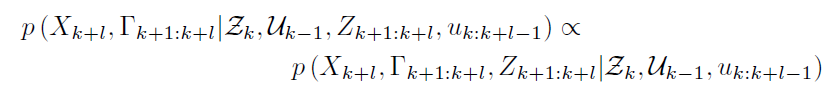 p (X_{k+l}, Γ_{k+1:k+l}|𝒵_k, 𝒰_{k−1}, Z_{k+1:k+l}, u_{k:k+l−1}) ∝
p (X_{k+l}, Γ_{k+1:k+l}, Z_{k+1:k+l}|𝒵_k, 𝒰_{k−1}, u_{k:k+l−1})